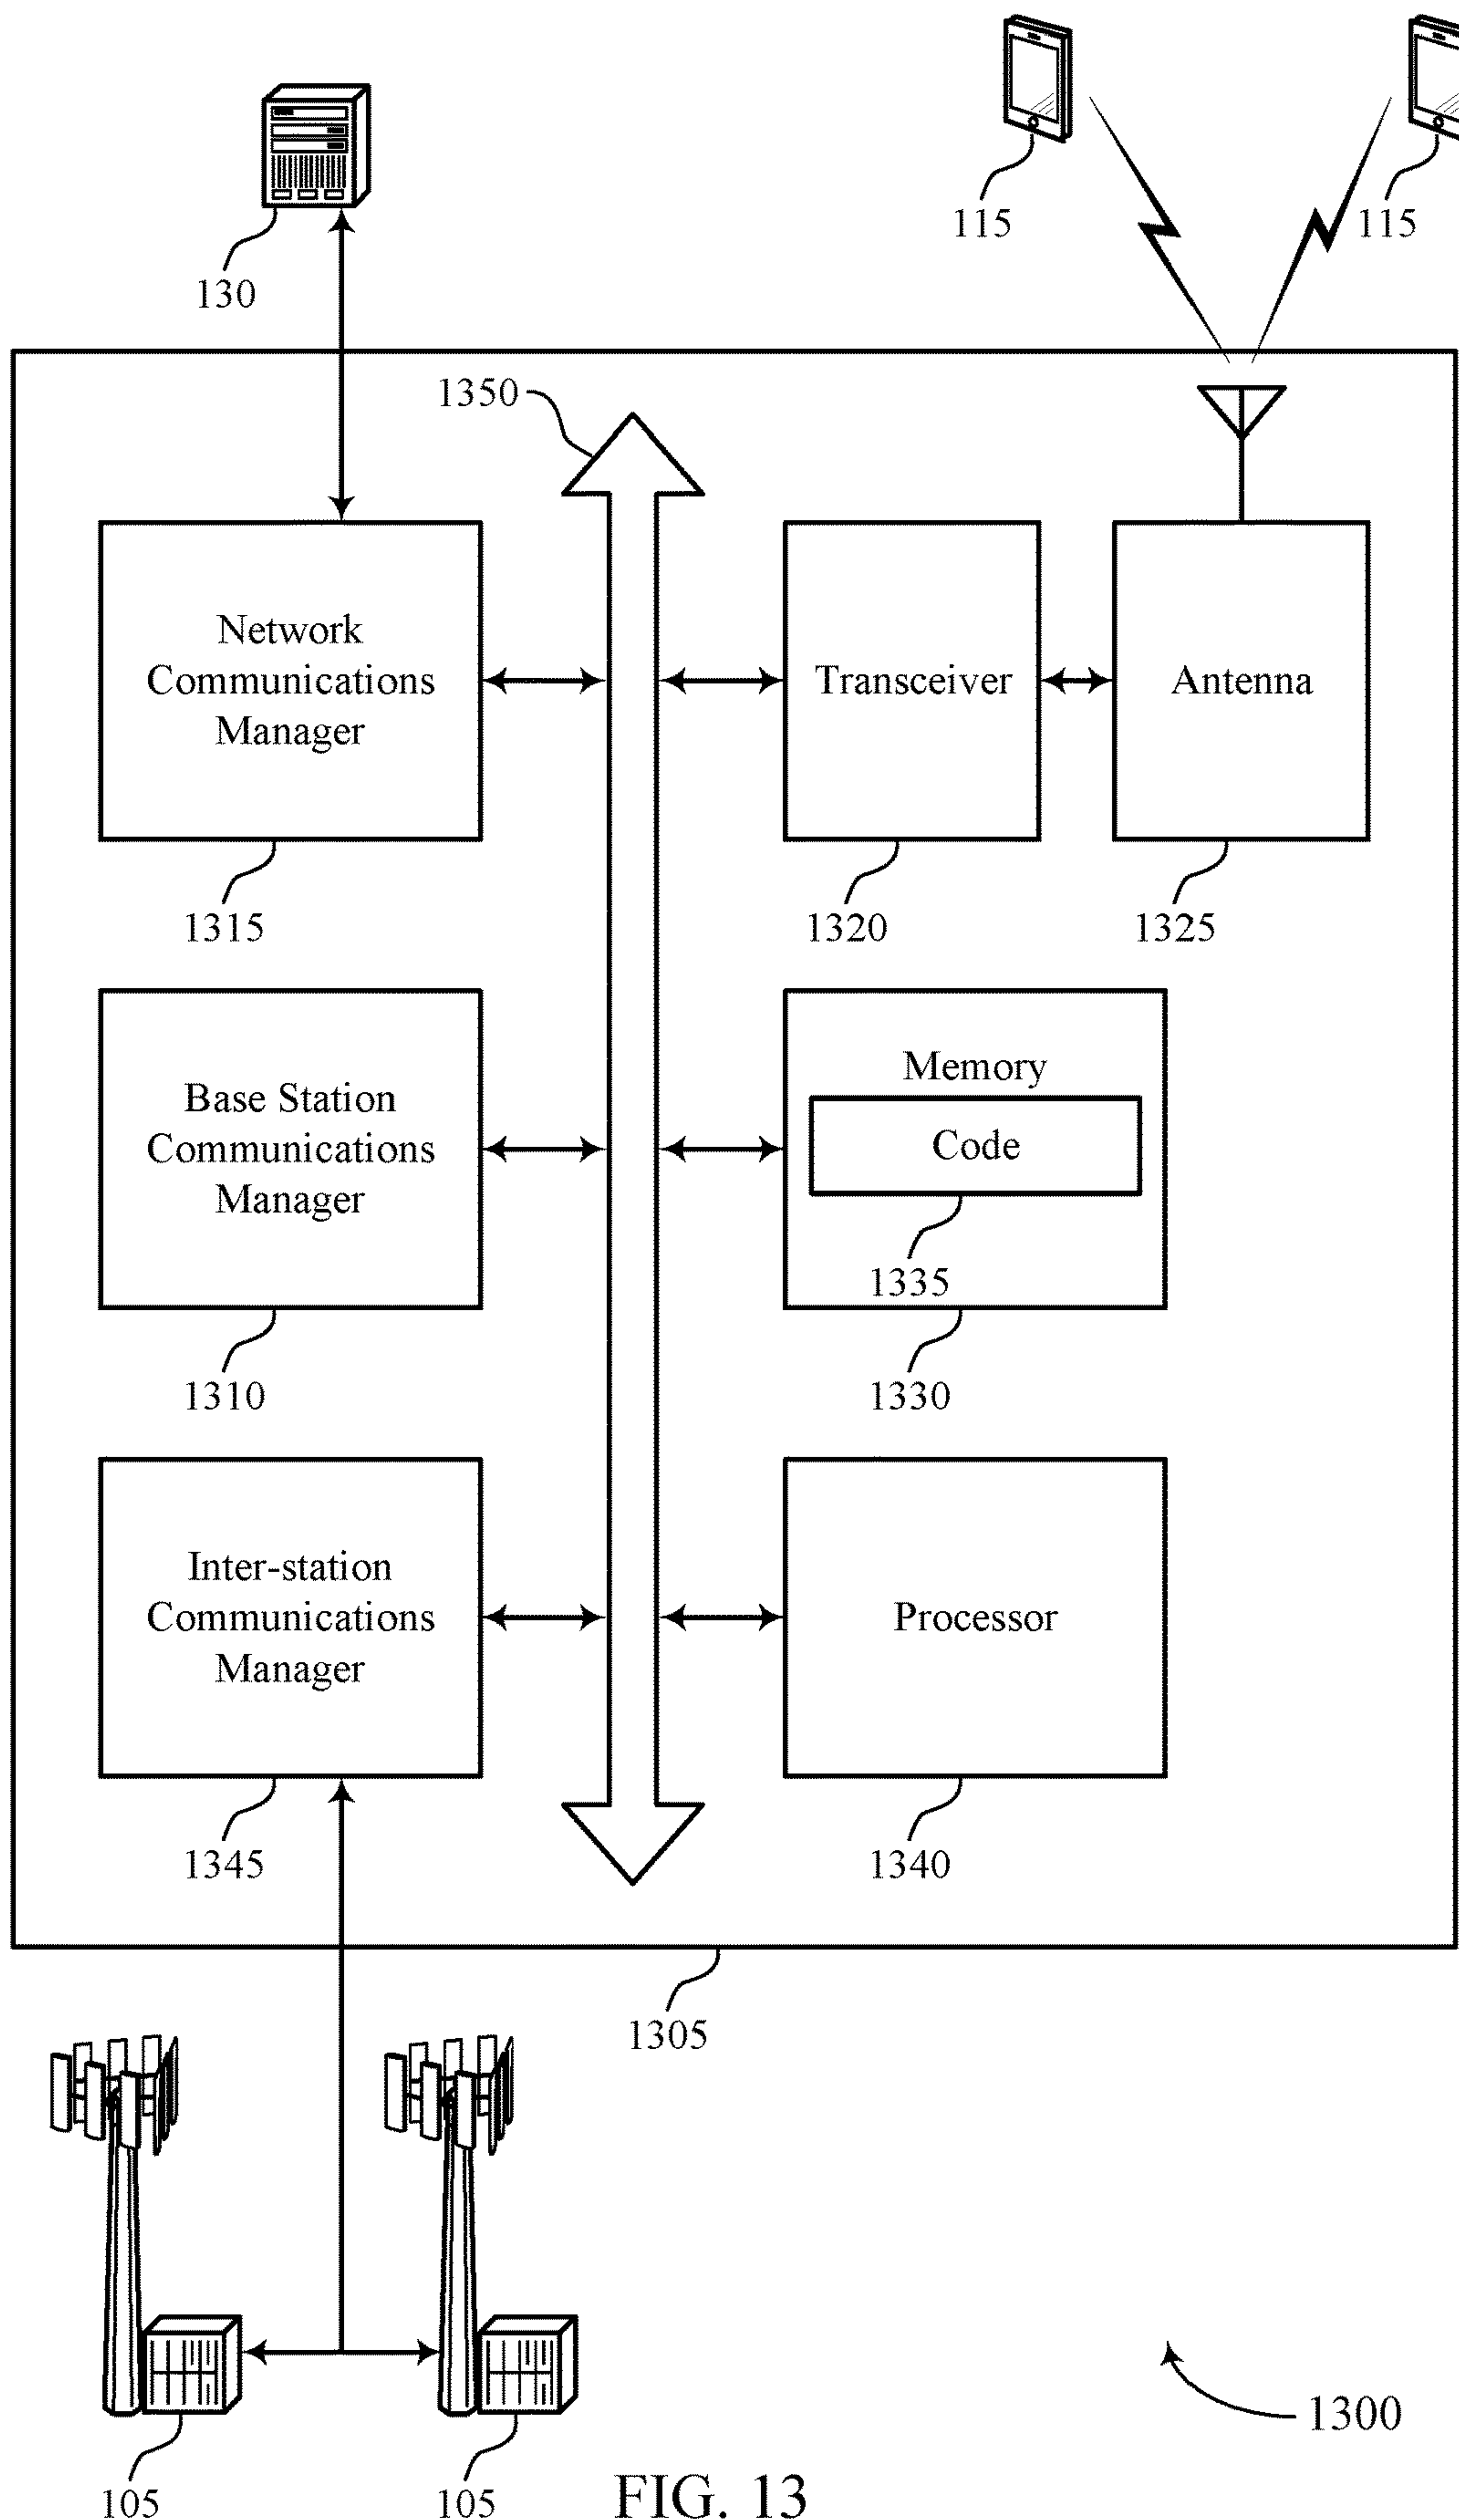 115
115
130
1350
Network
Communications
Manager
Transceiver
Antenna
1315
1320
1325
Base Station
Communications
Manager
Memory
Code
1335
1310
1330
Inter-station
Communications
Manager
Processor
1345
1340
1305
1300
105
105
FIG. 13